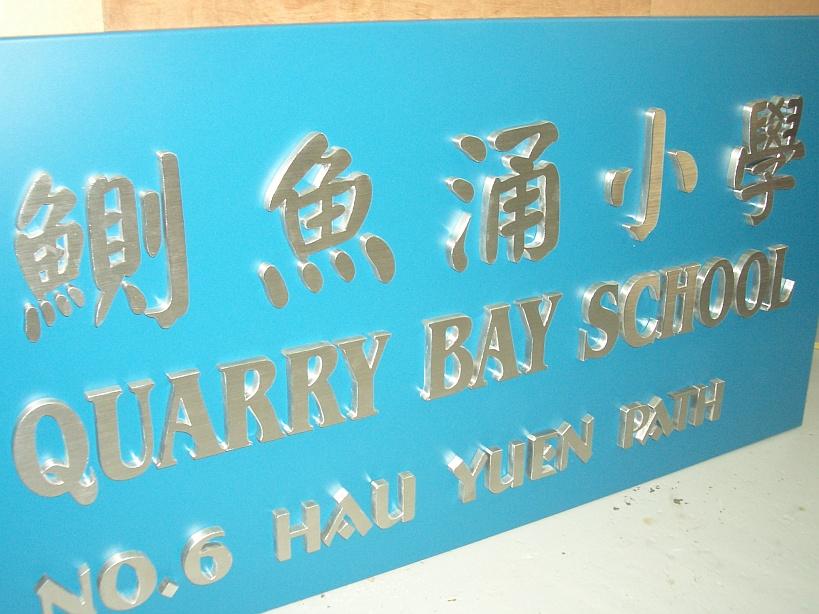 鰂魚涌小學
QUARRY BAY SCHOOL
NO.6 HAU YUEN PATH